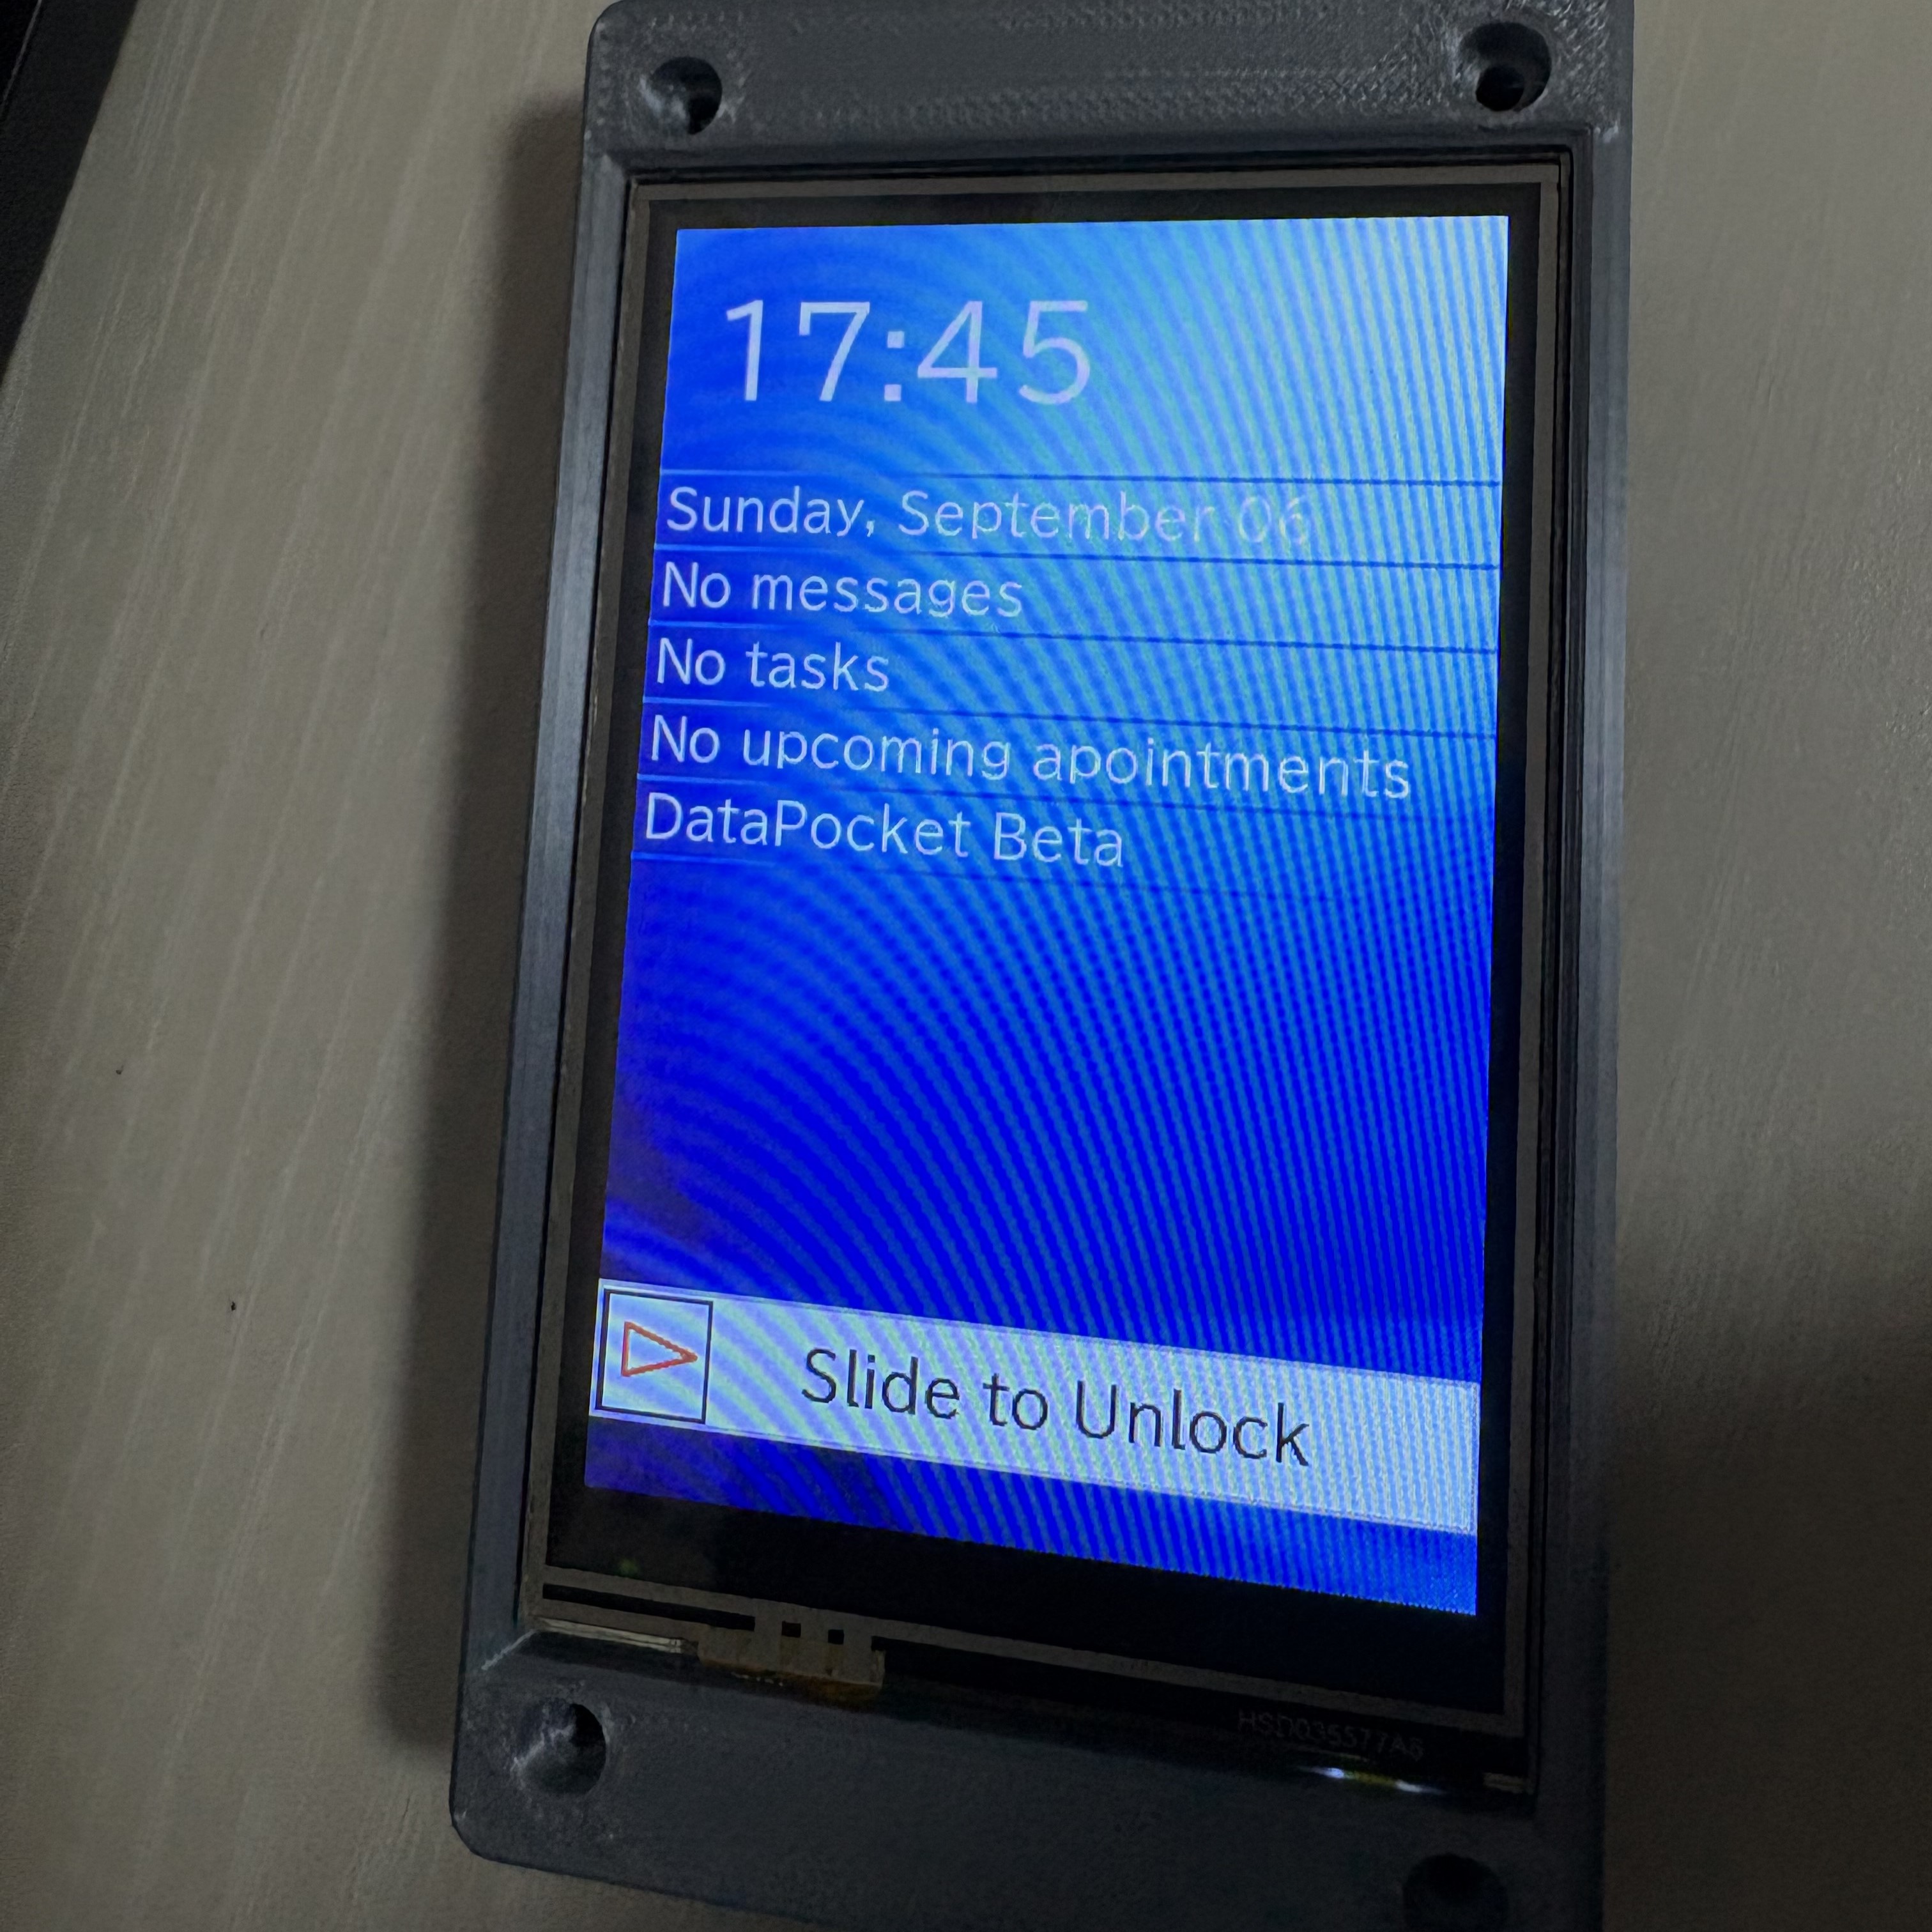 17:45
Sunday, September 06
No messages
No tasks
No upcoming apointments
DataPocket Beta
Slide to Unlock